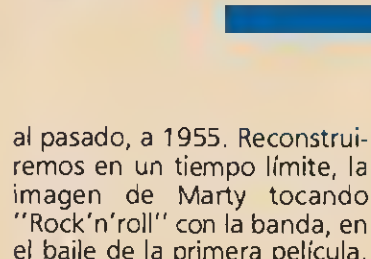 al pasado, a 1955. Reconstrui-
remos en un tiempo límite, la
imagen de Marty tocando
"Rock'n'roll" con la banda, en
el baile de la primera película.